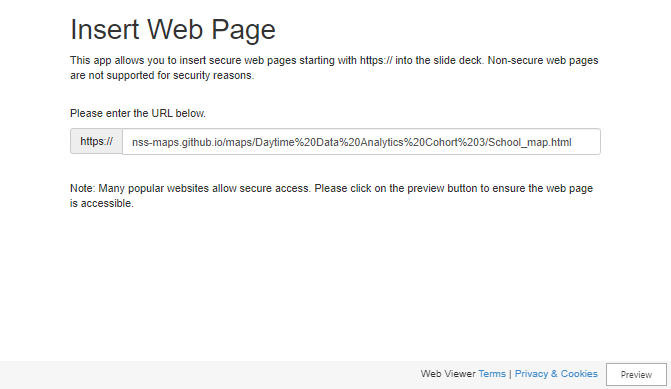 Insert Web Page
This app allows you to insert secure web pages starting with https:// into the slide deck. Non-secure web pages
are not supported for security reasons.
Please enter the URL below.
https:// nss-maps.github.io/maps/Daytime%20Data%20Analytics%20Cohort%203/School_map.html
Note: Many popular websites allow secure access. Please click on the preview button to ensure the web page
is accessible.
Web Viewer Terms | Privacy & Cookies Preview